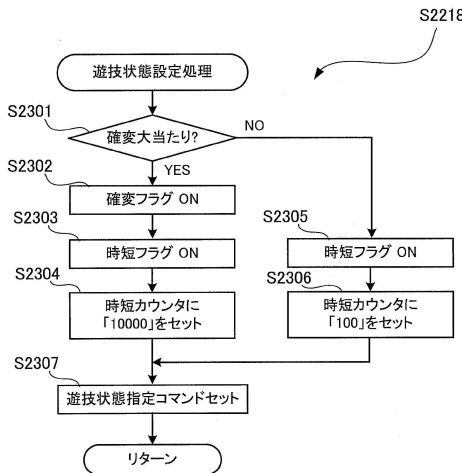 S2218
遊技状態設定処理
S2301
確変大当たり?
NO
YES
S2302
確変フラグ ON
S2303
時短フラグ ON
S2304
時短カウンタに
「10000」をセット
S2305
時短フラグ ON
S2306
時短カウンタに
「100」をセット
S2307
遊技状態指定コマンドセット
リターン